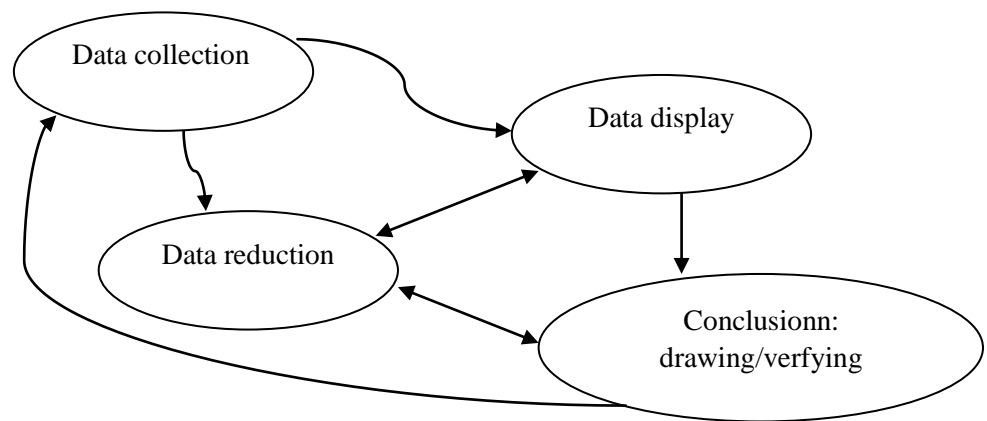 Data collection
Data display
Data reduction
Conclusionn:
drawing/verfying